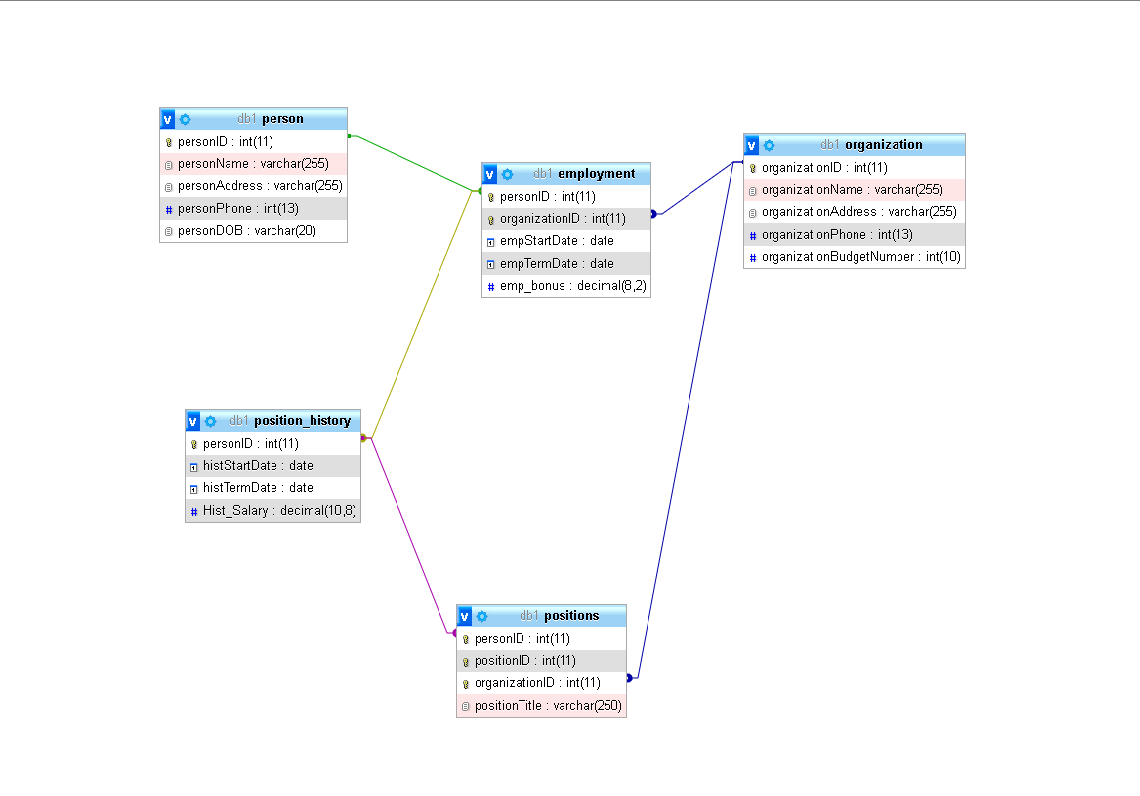 db1 person
personID : int(11)
personName : varchar(255)
personAddress : varchar(255)
personPhone : int(13)
personDOB : varchar(20)
db1 employment
personID : int(11)
organizationID : int(11)
empStartDate : date
empTermDate : date
emp_bonus : decimal(8,2)
db1 organization
organizationID : int(11)
organizationName : varchar(255)
organizationAddress : varchar(255)
organizationPhone : int(13)
organizationBudgetNumber : int(10)
db1 position_history
personID : int(11)
histStartDate : date
histTermDate : date
Hist_Salary : decimal(10,8)
db1 positions
personID : int(11)
positionID : int(11)
organizationID : int(11)
positionTitle : varchar(250)